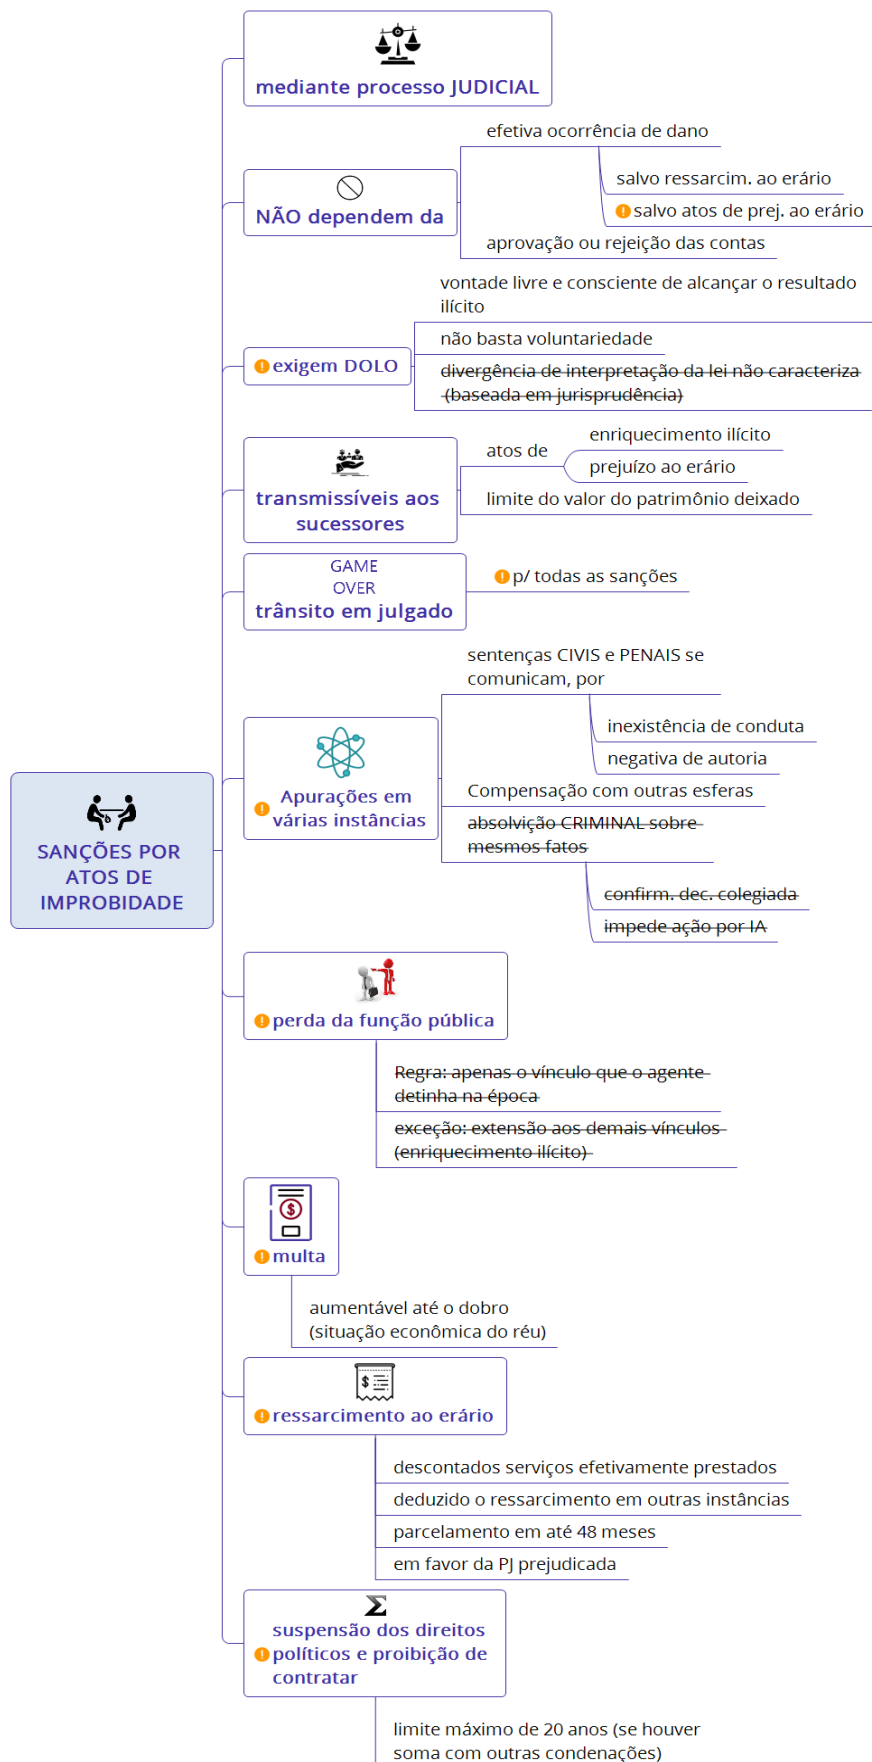 mediante processo JUDICIAL
NÃO dependem da
efetiva ocorrência de dano
salvo ressarcim. ao erário
salvo atos de prej. ao erário
aprovação ou rejeição das contas
exigem DOLO
vontade livre e consciente de alcançar o resultado
ilícito
não basta voluntariedade
divergência de interpretação da lei não caracteriza
(baseada em jurisprudência)
transmissíveis aos
sucessores
atos de
enriquecimento ilícito
prejuízo ao erário
limite do valor do patrimônio deixado
GAME
OVER
trânsito em julgado
p/ todas as sanções
Apurações em
várias instâncias
sentenças CIVIS e PENAIS se
comunicam, por
inexistência de conduta
negativa de autoria
Compensação com outras esferas
absolvição CRIMINAL sobre
mesmos fatos
confirm. dec. colegiada
impede ação por IA
SANÇÕES POR
ATOS DE
IMPROBIDADE
perda da função pública
Regra: apenas o vínculo que o agente
detinha na época
exceção: extensão aos demais vínculos
(enriquecimento ilícito)
multa
aumentável até o dobro
(situação econômica do réu)
ressarcimento ao erário
descontados serviços efetivamente prestados
deduzido o ressarcimento em outras instâncias
parcelamento em até 48 meses
em favor da PJ prejudicada
suspensão dos direitos
políticos e proibição de
contratar
limite máximo de 20 anos (se houver
soma com outras condenações)